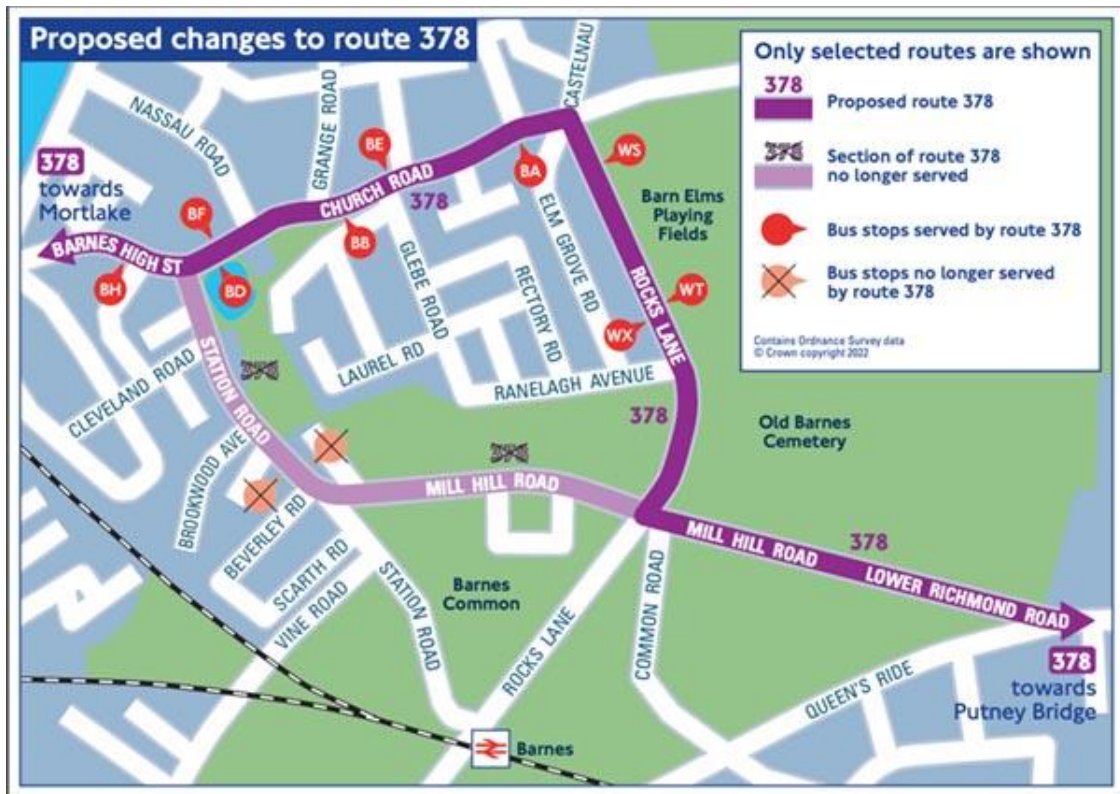 Proposed changes to route 378
Only selected routes are shown
378
Proposed route 378
378
Section of route 378
no longer served
Bus stops served by route 378
Bus stops no longer served
by route 378
Contains Ordnance Survey data
© Crown copyright 2022
CASTELNAU
NASSAU ROAD
GRANGE ROAD
BE
BA
WS
378
towards
Mortlake
CHURCH ROAD
378
Barn Elms
Playing
Fields
BF
BB
ELM GROVE RD
BARNES HIGH ST
BH
BD
GLEBE ROAD
RECTORY RD
ROCKS LANE
WT
WX
STATION ROAD
378
LAUREL RD
RANELAGH AVENUE
CLEVELAND ROAD
378
Old Barnes
Cemetery
BROOKWOOD AVE
378
MILL HILL ROAD
BEVERLEY RD
MILL HILL ROAD
378
LOWER RICHMOND ROAD
SCARTH RD
VINE ROAD
STATION ROAD
Barnes
Common
ROCKS LANE
COMMON ROAD
QUEEN'S RIDE
378
towards
Putney Bridge
Barnes